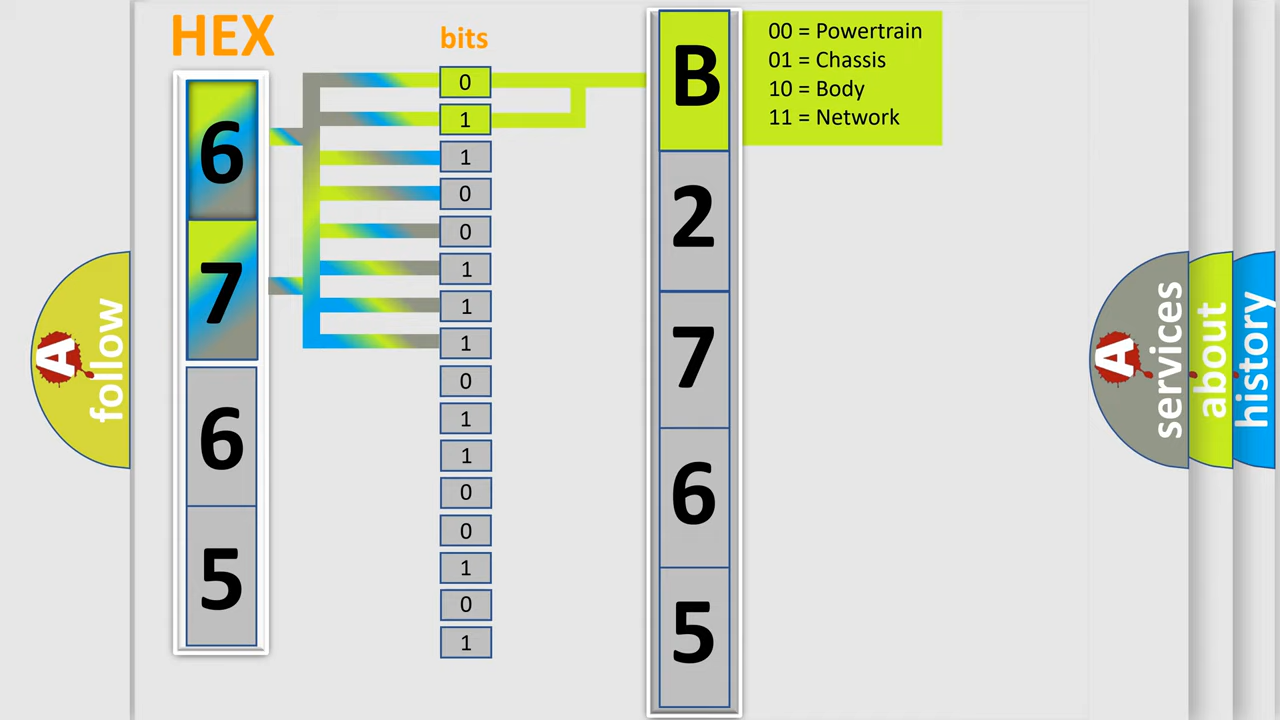 HEX
bits
6
7
6
5
0
1
1
0
0
1
1
1
0
1
1
0
0
1
0
1
B
2
7
6
5
00 = Powertrain
01 = Chassis
10 = Body
11 = Network
A
follow
A
services
about
history